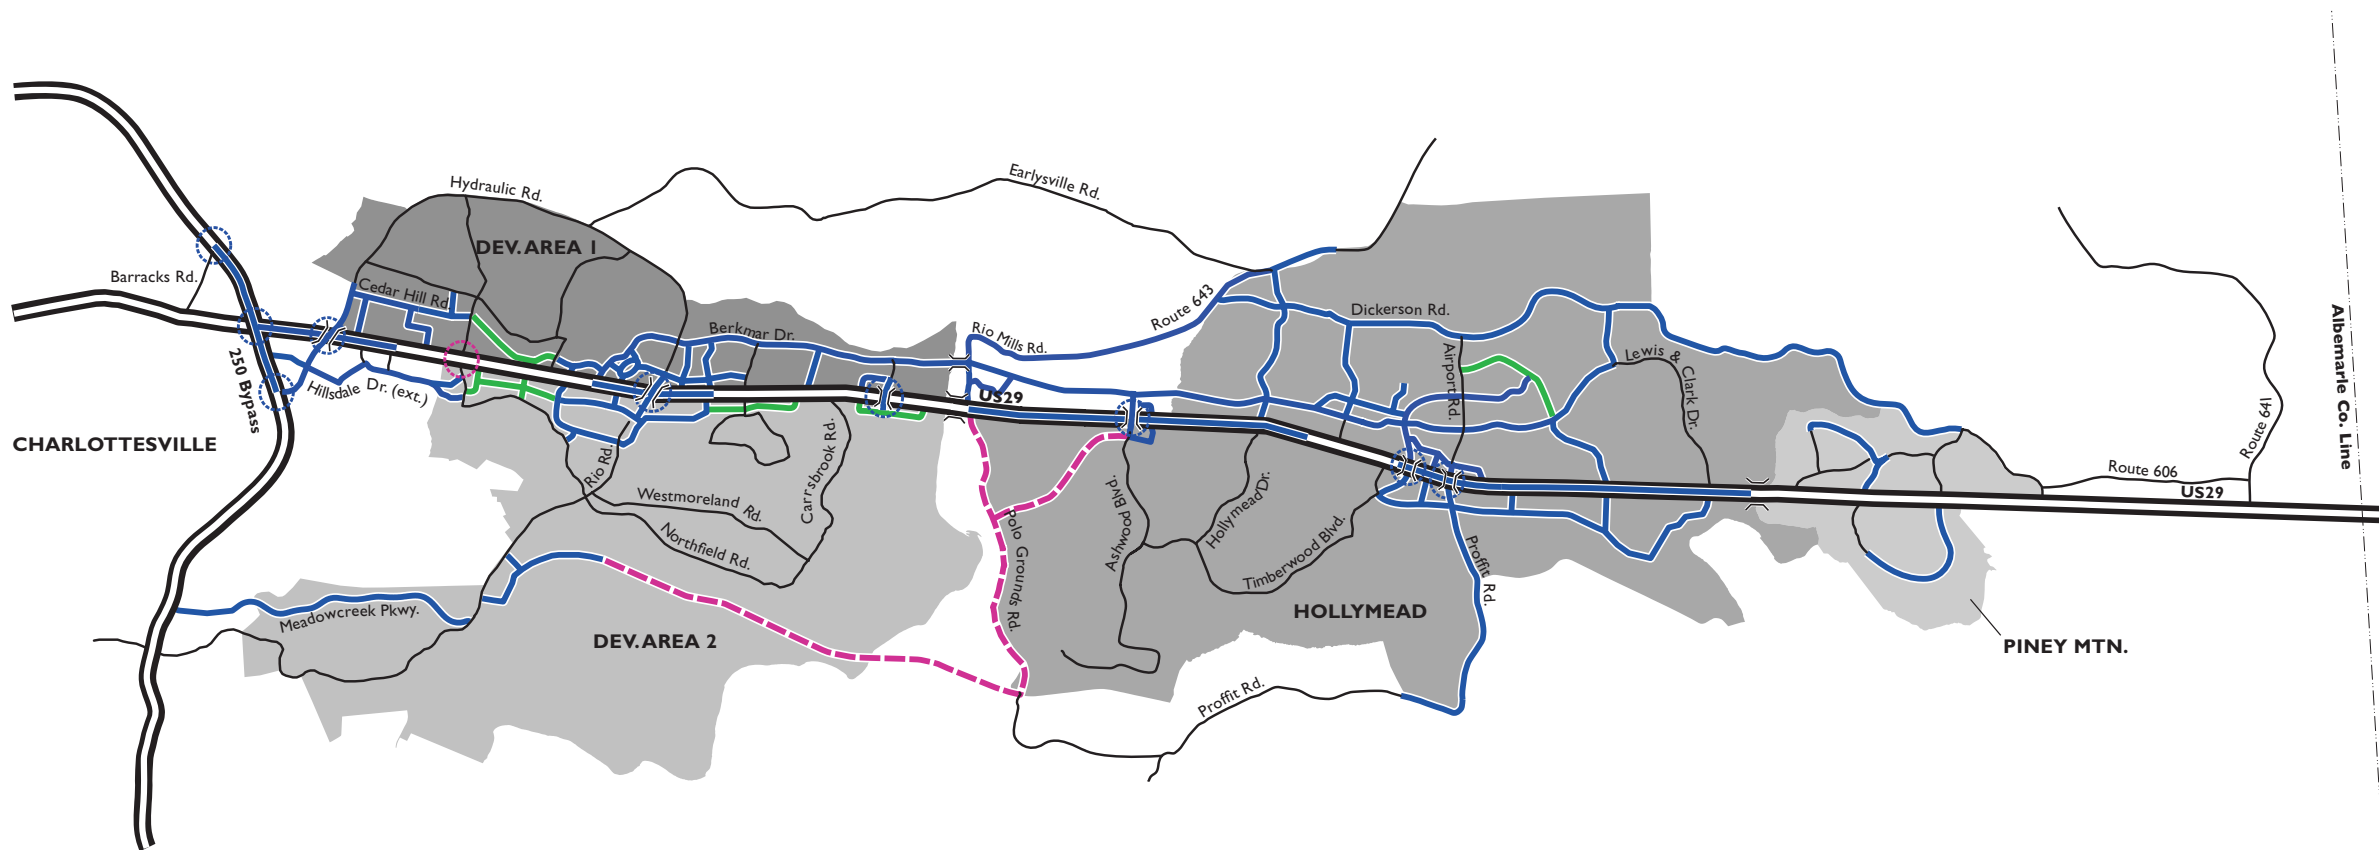 Hydraulic Rd.
Earlysville Rd.
DEV. AREA 1
Barracks Rd.
Cedar Hill Rd.
Berkmar Dr.
Rio Mills Rd.
Route 643
Dickerson Rd.
Airport Rd.
Lewis &
Clark Dr.
Albemarle Co. Line
250 Bypass
Hillsdale Dr. (ext.)
US29
CHARLOTTESVILLE
Rio Rd.
Westmoreland Rd.
Northfield Rd.
Carrsbrook Rd.
Polo Grounds Rd.
Ashwood Blvd.
Hollymead Dr.
Timberwood Blvd.
Proffit Rd.
Route 641
Route 606
US29
Meadowcreek Pkwy.
DEV. AREA 2
HOLLYMEAD
PINEY MTN.
Proffit Rd.